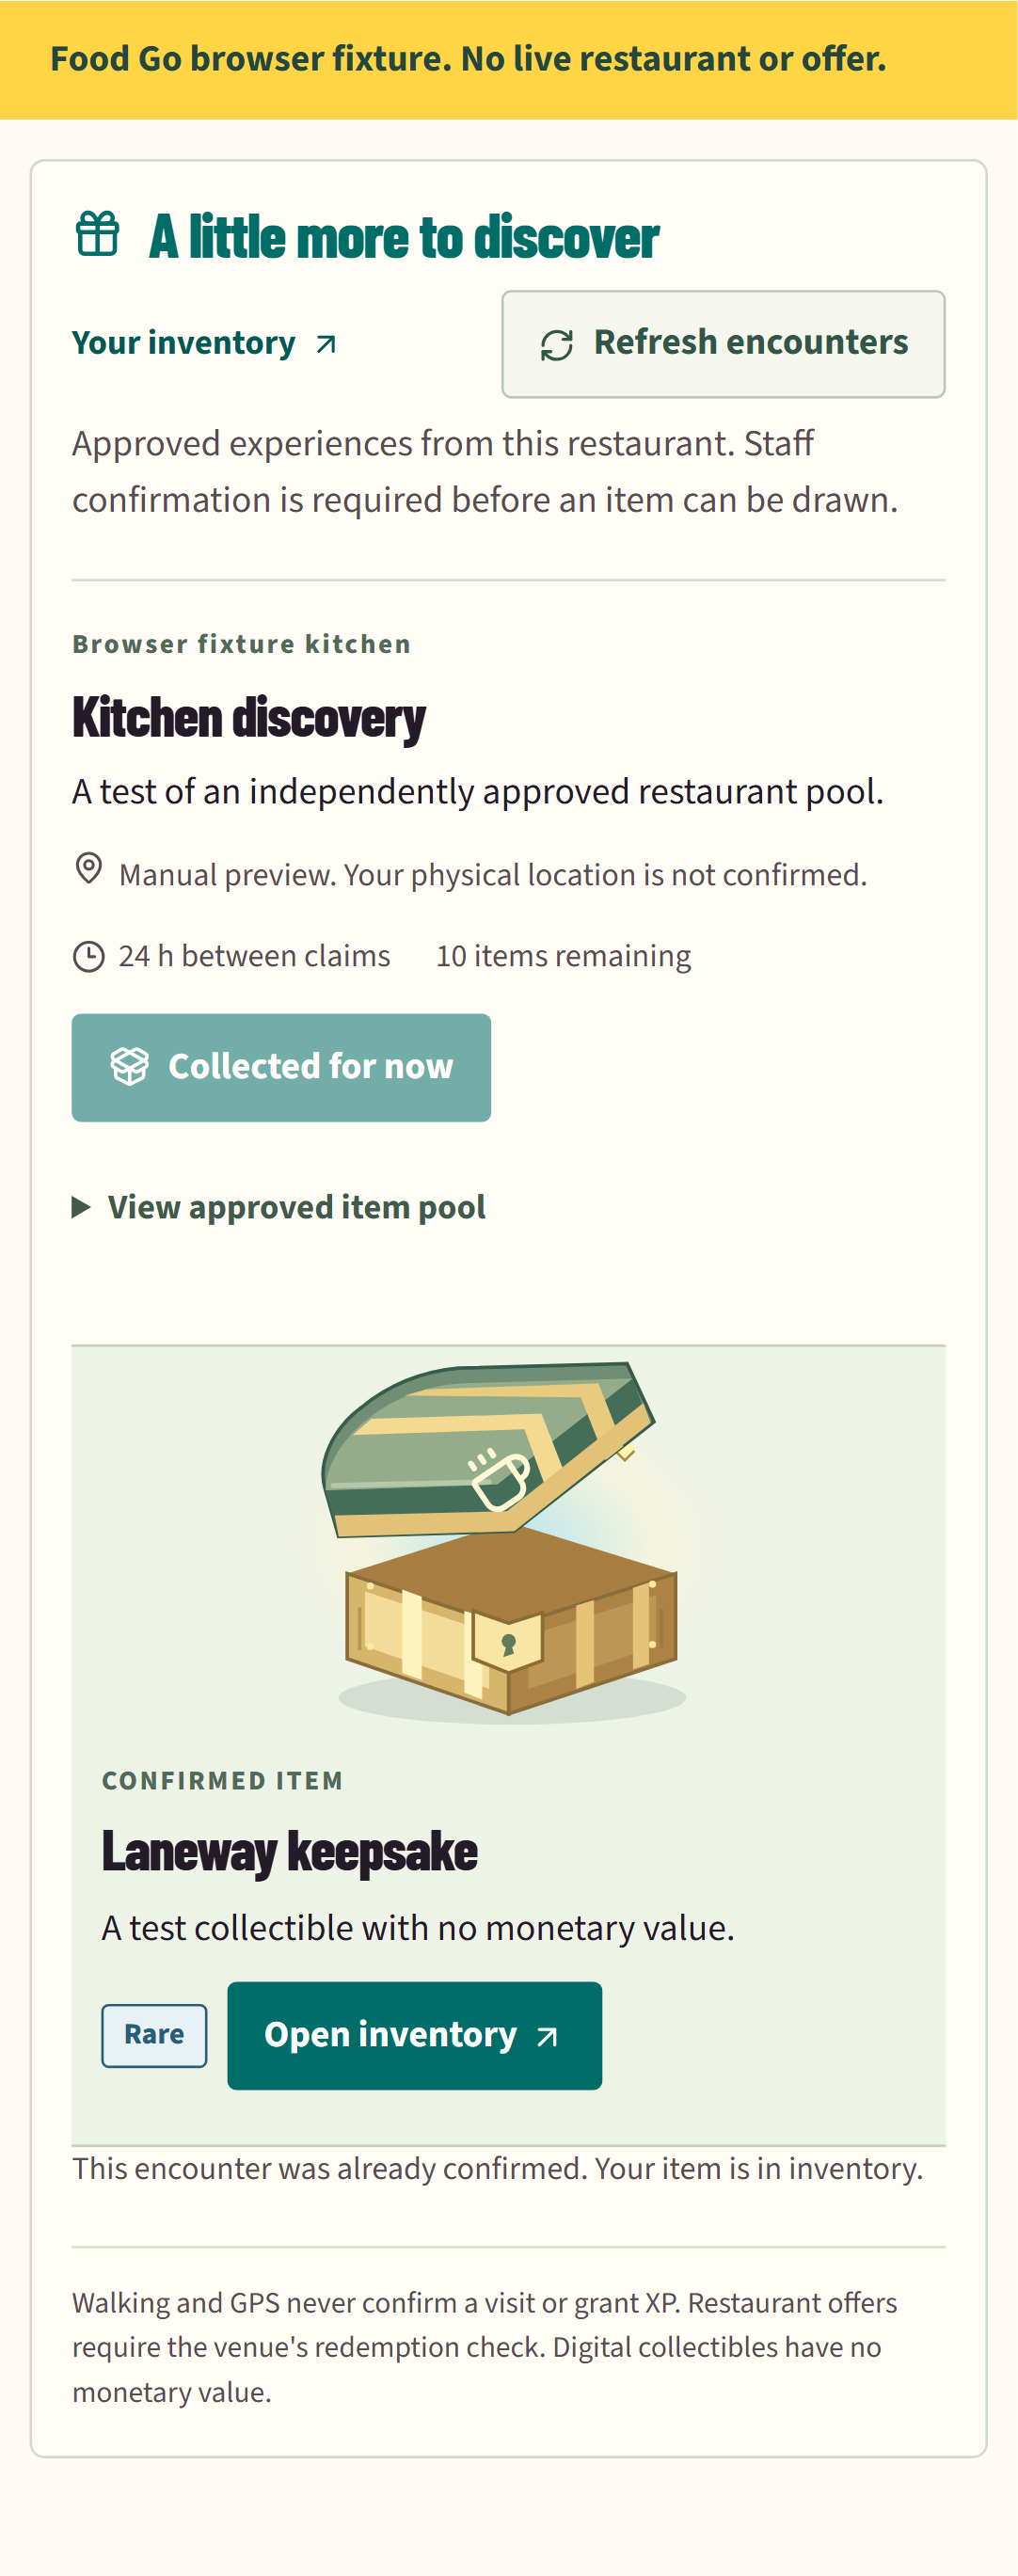 Food Go browser fixture. No live restaurant or offer.
A little more to discover
Your inventory
Refresh encounters
Approved experiences from this restaurant. Staff
confirmation is required before an item can be drawn.
Browser fixture kitchen
Kitchen discovery
A test of an independently approved restaurant pool.
Manual preview. Your physical location is not confirmed.
24 h between claims 10 items remaining
Collected for now
View approved item pool
CONFIRMED ITEM
Laneway keepsake
A test collectible with no monetary value.
Rare
Open inventory
This encounter was already confirmed. Your item is in inventory.
Walking and GPS never confirm a visit or grant XP. Restaurant offers
require the venue's redemption check. Digital collectibles have no
monetary value.